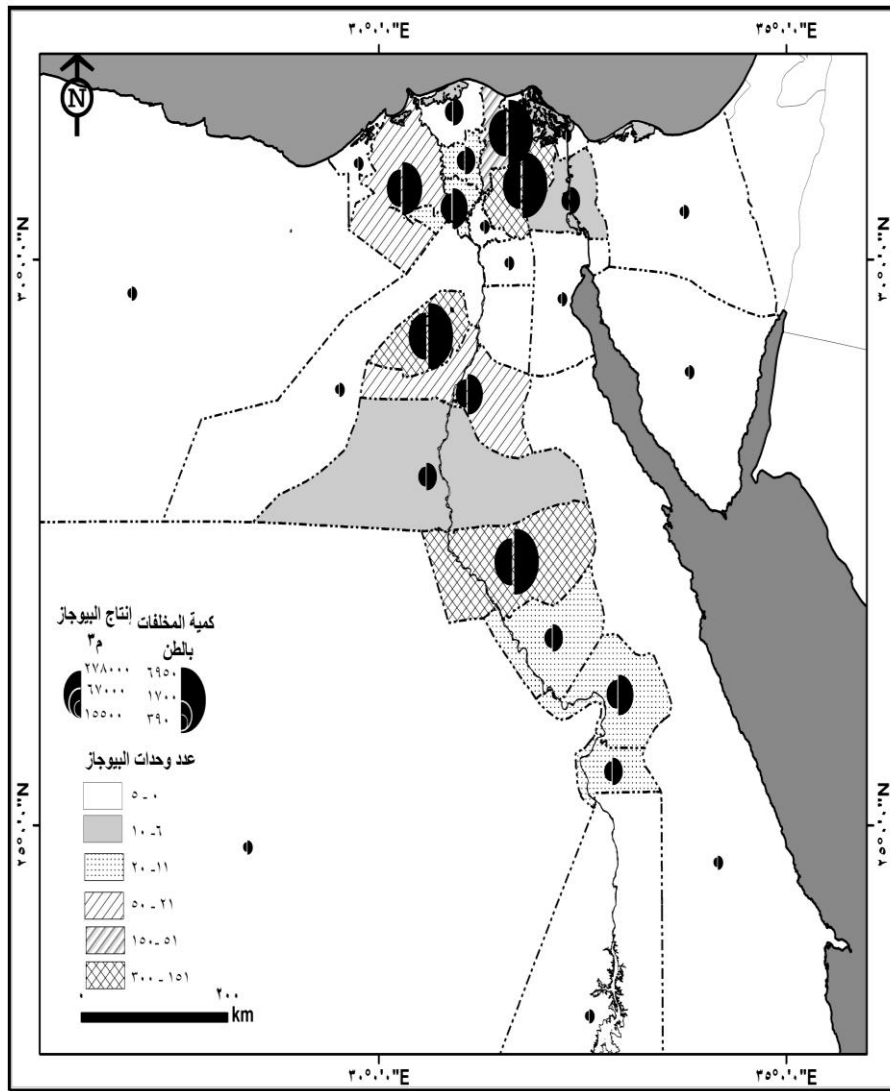 ٣٠°٠'٠"E ٣٥°٠'٠"E
N
٣٠°٠'٠"N ٣٠°٠'٠"N
إنتاج البيوجاز كمية المخلفات
م٣ بالطن
٢٧٨٠٠٠ ٦٩٥٠
٦٧٠٠٠ ١٧٠٠
١٥٥٠٠ ٣٩٠
عدد وحدات البيوجاز
٠ - ٥
٦ - ١٠
١١ - ٢٠
٢١ - ٥٠
٥١ - ١٥٠
١٥١ - ٣٠٠
٢٥°٠'٠"N ٢٥°٠'٠"N
٠ ٢٠٠
km
٣٠°٠'٠"E ٣٥°٠'٠"E